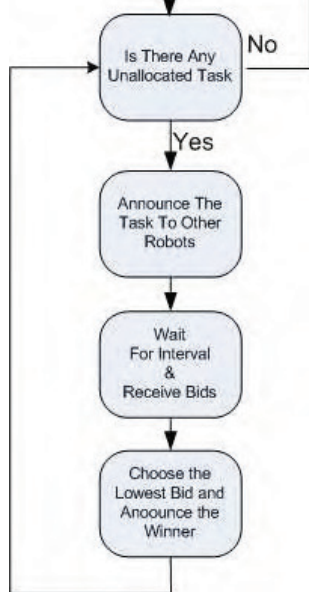 Is There Any
Unallocated Task
No
Yes
Announce The
Task To Other
Robots
Wait
For Interval
&
Receive Bids
Choose the
Lowest Bid and
Anoounce the
Winner